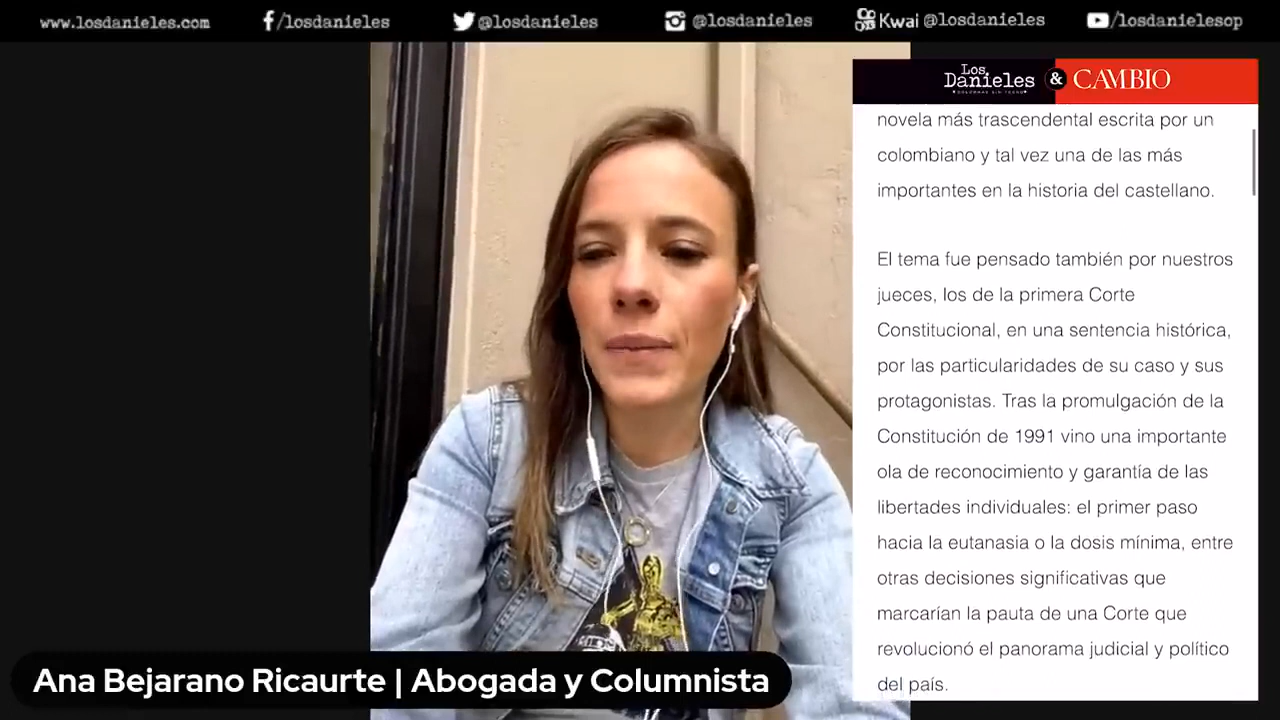 www.losdanieles.com
/losdanieles
@losdanieles
@losdanieles
Kwai @losdanieles
/losdanielesop
Los
Danieles
& CAMBIO
novela más trascendental escrita por un
colombiano y tal vez una de las más
importantes en la historia del castellano.
El tema fue pensado también por nuestros
jueces, los de la primera Corte
Constitucional, en una sentencia histórica,
por las particularidades de su caso y sus
protagonistas. Tras la promulgación de la
Constitución de 1991 vino una importante
ola de reconocimiento y garantía de las
libertades individuales: el primer paso
hacia la eutanasia o la dosis mínima, entre
otras decisiones significativas que
marcarían la pauta de una Corte que
revolucionó el panorama judicial y político
del país.
Ana Bejarano Ricaurte | Abogada y Columnista